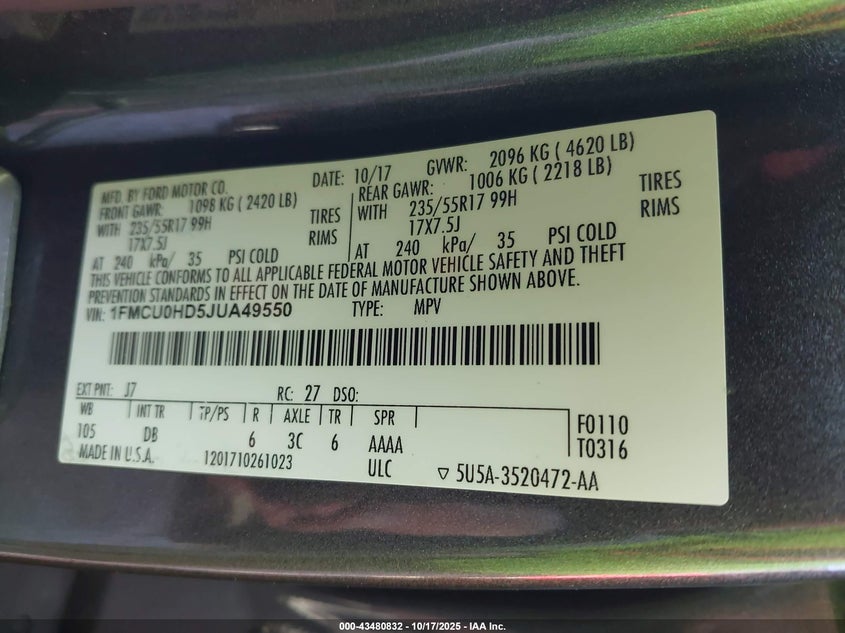 MFD. BY FORD MOTOR CO. DATE: 10/17 GVWR: 2096 KG ( 4620 LB)
FRONT GAWR: 1098 KG ( 2420 LB) REAR GAWR: 1006 KG ( 2218 LB)
WITH 235/55R17 99H TIRES WITH 235/55R17 99H TIRES
17X7.5J RIMS 17X7.5J RIMS
AT 240 kPa/ 35 PSI COLD AT 240 kPa/ 35 PSI COLD
THIS VEHICLE CONFORMS TO ALL APPLICABLE FEDERAL MOTOR VEHICLE SAFETY AND THEFT
PREVENTION STANDARDS IN EFFECT ON THE DATE OF MANUFACTURE SHOWN ABOVE.
VIN: 1FMCU0HD5JUA49550 TYPE: MPV
EXT PNT: J7 RC: 27 DSO:
WB INT TR TP/PS R AXLE TR SPR
105 DB 6 3C 6 AAAA F0110
MADE IN U.S.A. 1201710261023 ULC T0316
5U5A-3520472-AA
000-43480832 - 10/17/2025 - IAA Inc.